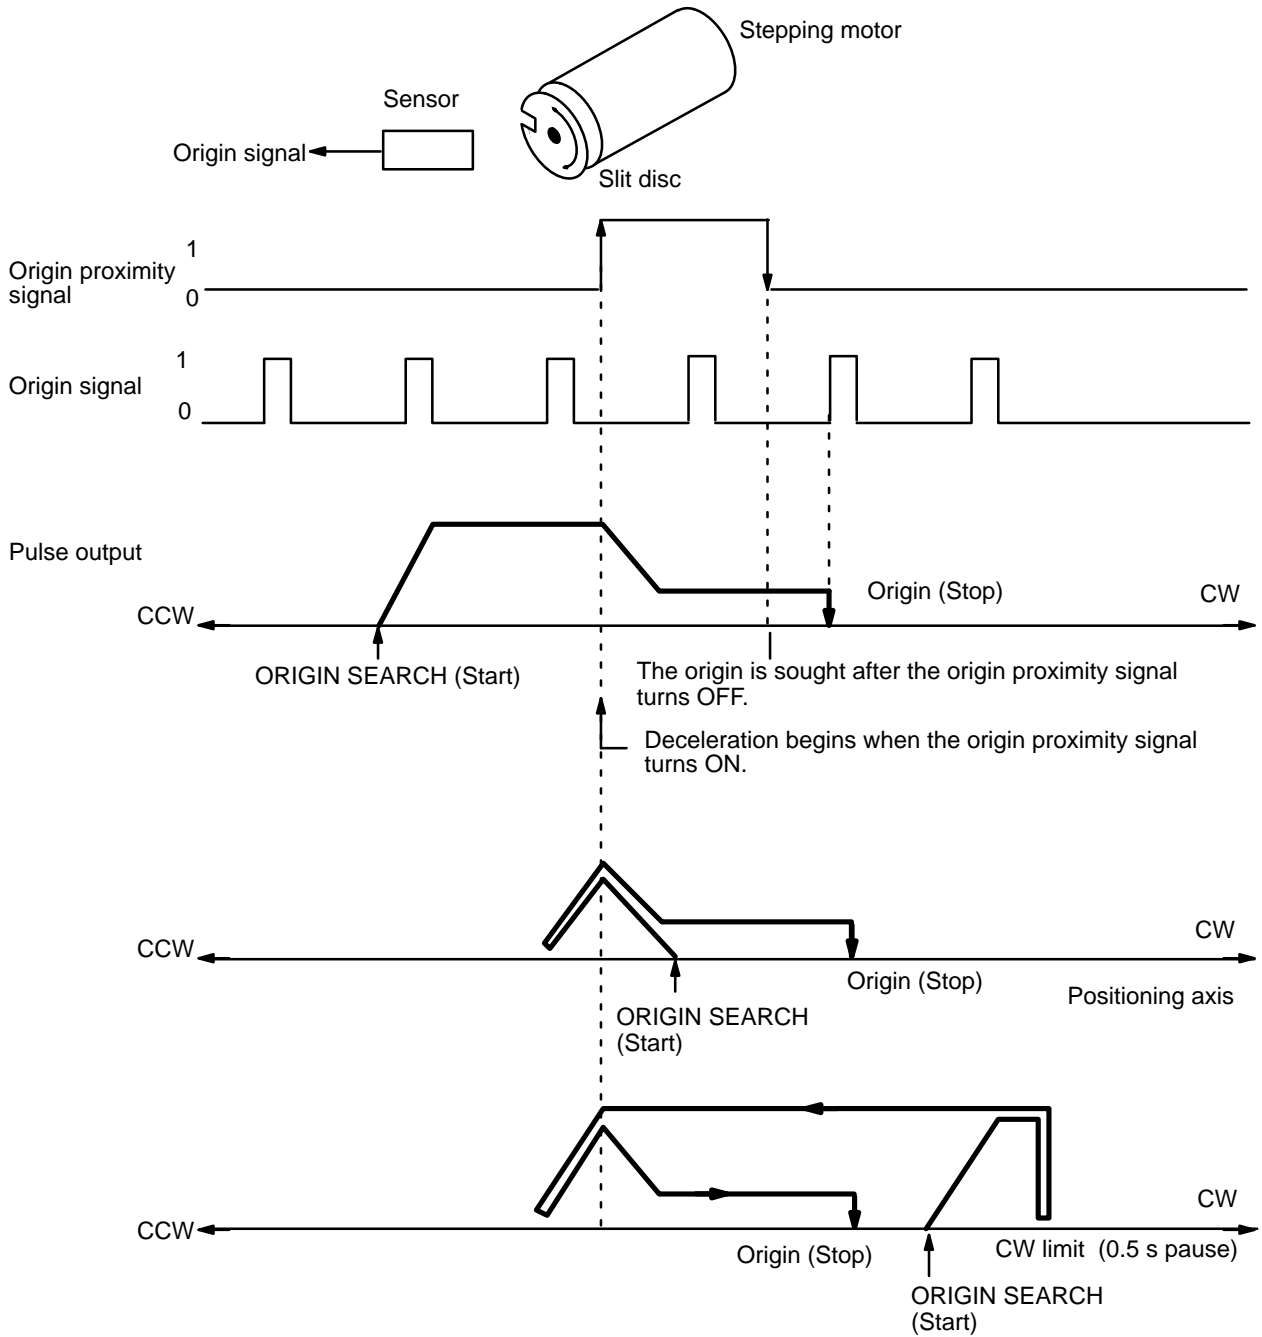 Stepping motor
Sensor
Origin signal
Slit disc
1
Origin proximity
signal
0
1
Origin signal
0
Pulse output
Origin (Stop)
CW
CCW
ORIGIN SEARCH (Start)
The origin is sought after the origin proximity signal
turns OFF.
Deceleration begins when the origin proximity signal
turns ON.
CW
CCW
Origin (Stop)
Positioning axis
ORIGIN SEARCH
(Start)
CW
CCW
Origin (Stop)
CW limit (0.5 s pause)
ORIGIN SEARCH
(Start)